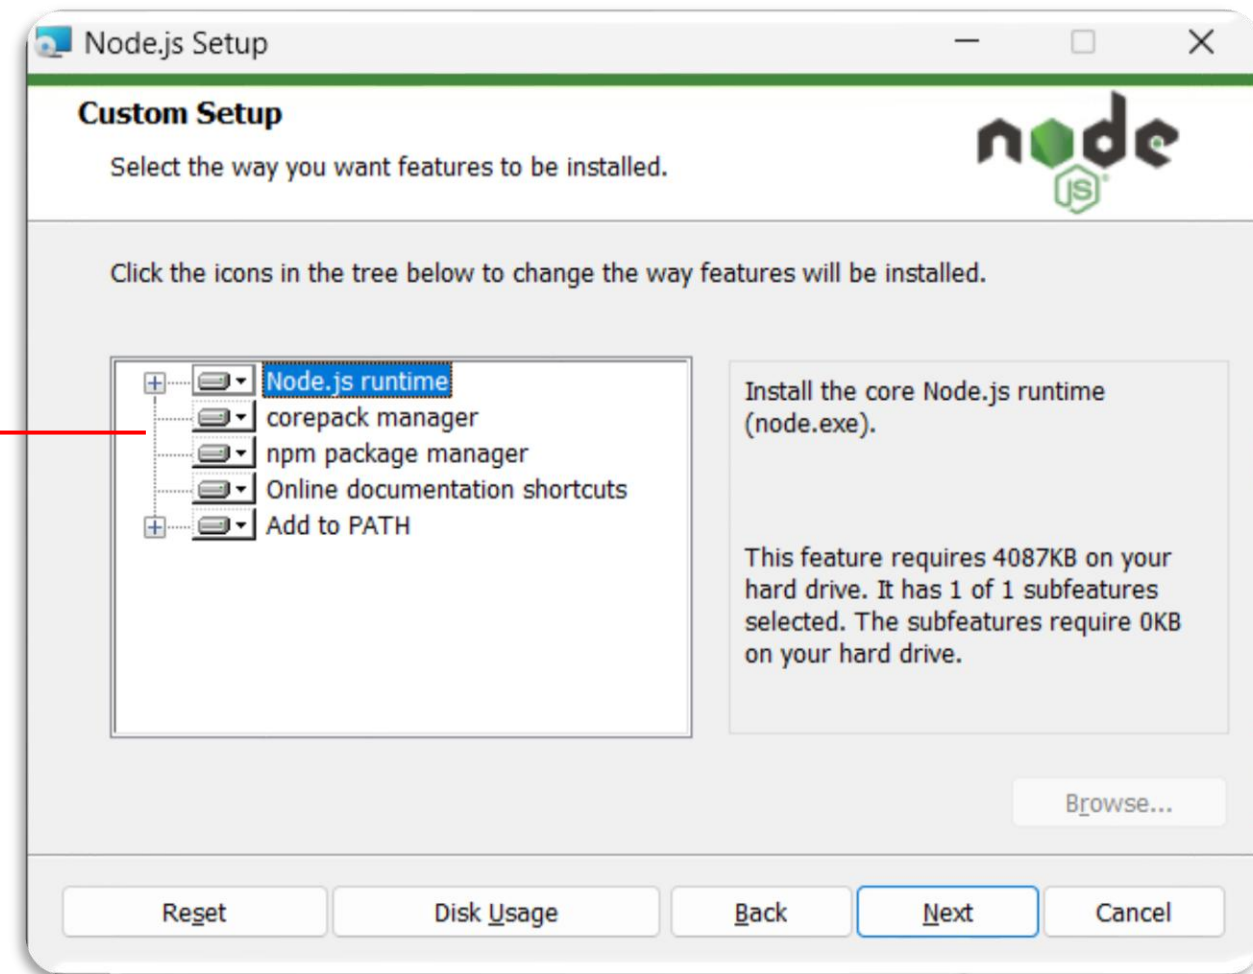 Node.js Setup
Custom Setup
Select the way you want features to be installed.
node
JS
Click the icons in the tree below to change the way features will be installed.
Node.js runtime
corepack manager
npm package manager
Online documentation shortcuts
Add to PATH
Install the core Node.js runtime
(node.exe).
This feature requires 4087KB on your
hard drive. It has 1 of 1 subfeatures
selected. The subfeatures require 0KB
on your hard drive.
Browse...
Reset
Disk Usage
Back
Next
Cancel